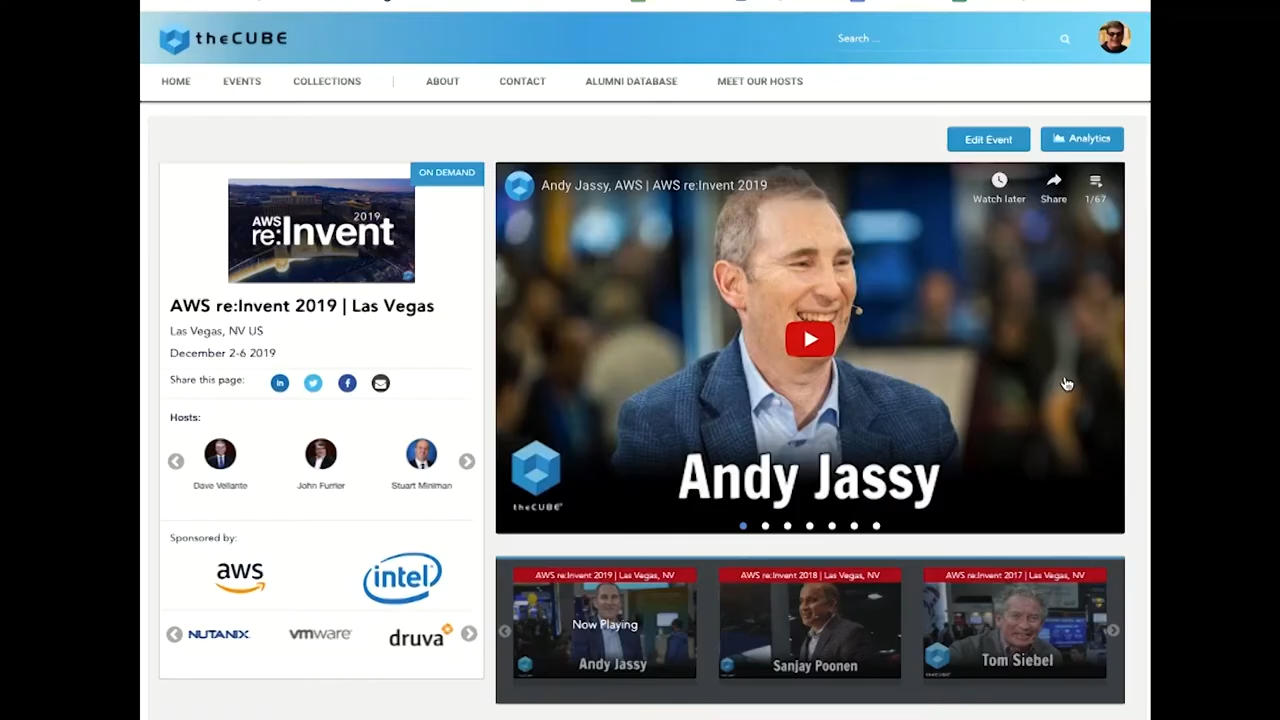 theCUBE
Search ...
HOME EVENTS COLLECTIONS | ABOUT CONTACT ALUMNI DATABASE MEET OUR HOSTS
Edit Event
Analytics
ON DEMAND
AWS
re:Invent
2019
AWS re:Invent 2019 | Las Vegas
Las Vegas, NV US
December 2-6 2019
Share this page:
Hosts:
Dave Vellante
John Furrier
Stuart Miniman
Sponsored by:
aws
intel
NUTANIX
vmware
druva
Andy Jassy, AWS | AWS re:Invent 2019
Watch later
Share
1/67
Andy Jassy
theCUBE
AWS re:Invent 2019 | Las Vegas, NV
Now Playing
Andy Jassy
AWS re:Invent 2018 | Las Vegas, NV
Sanjay Poonen
AWS re:Invent 2017 | Las Vegas, NV
Tom Siebel